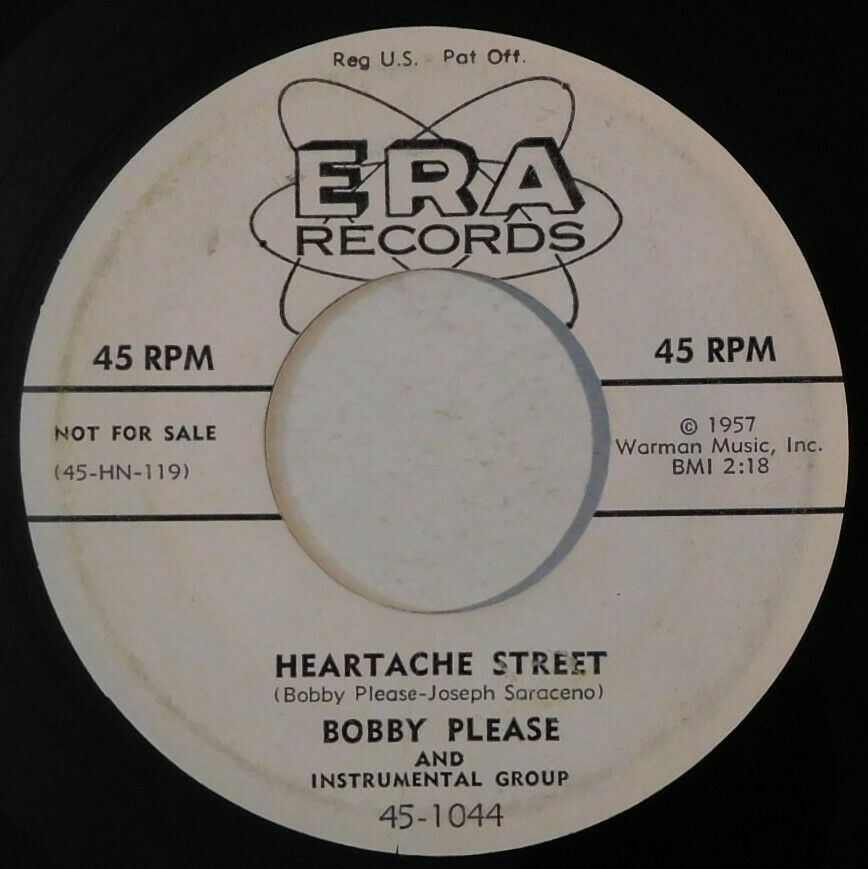 Reg U.S. Pat Off.
ERA
RECORDS
45 RPM
45 RPM
NOT FOR SALE
(45-HN-119)
© 1957
Warman Music, Inc.
BMI 2:18
HEARTACHE STREET
(Bobby Please-Joseph Saraceno)
BOBBY PLEASE
AND
INSTRUMENTAL GROUP
45-1044